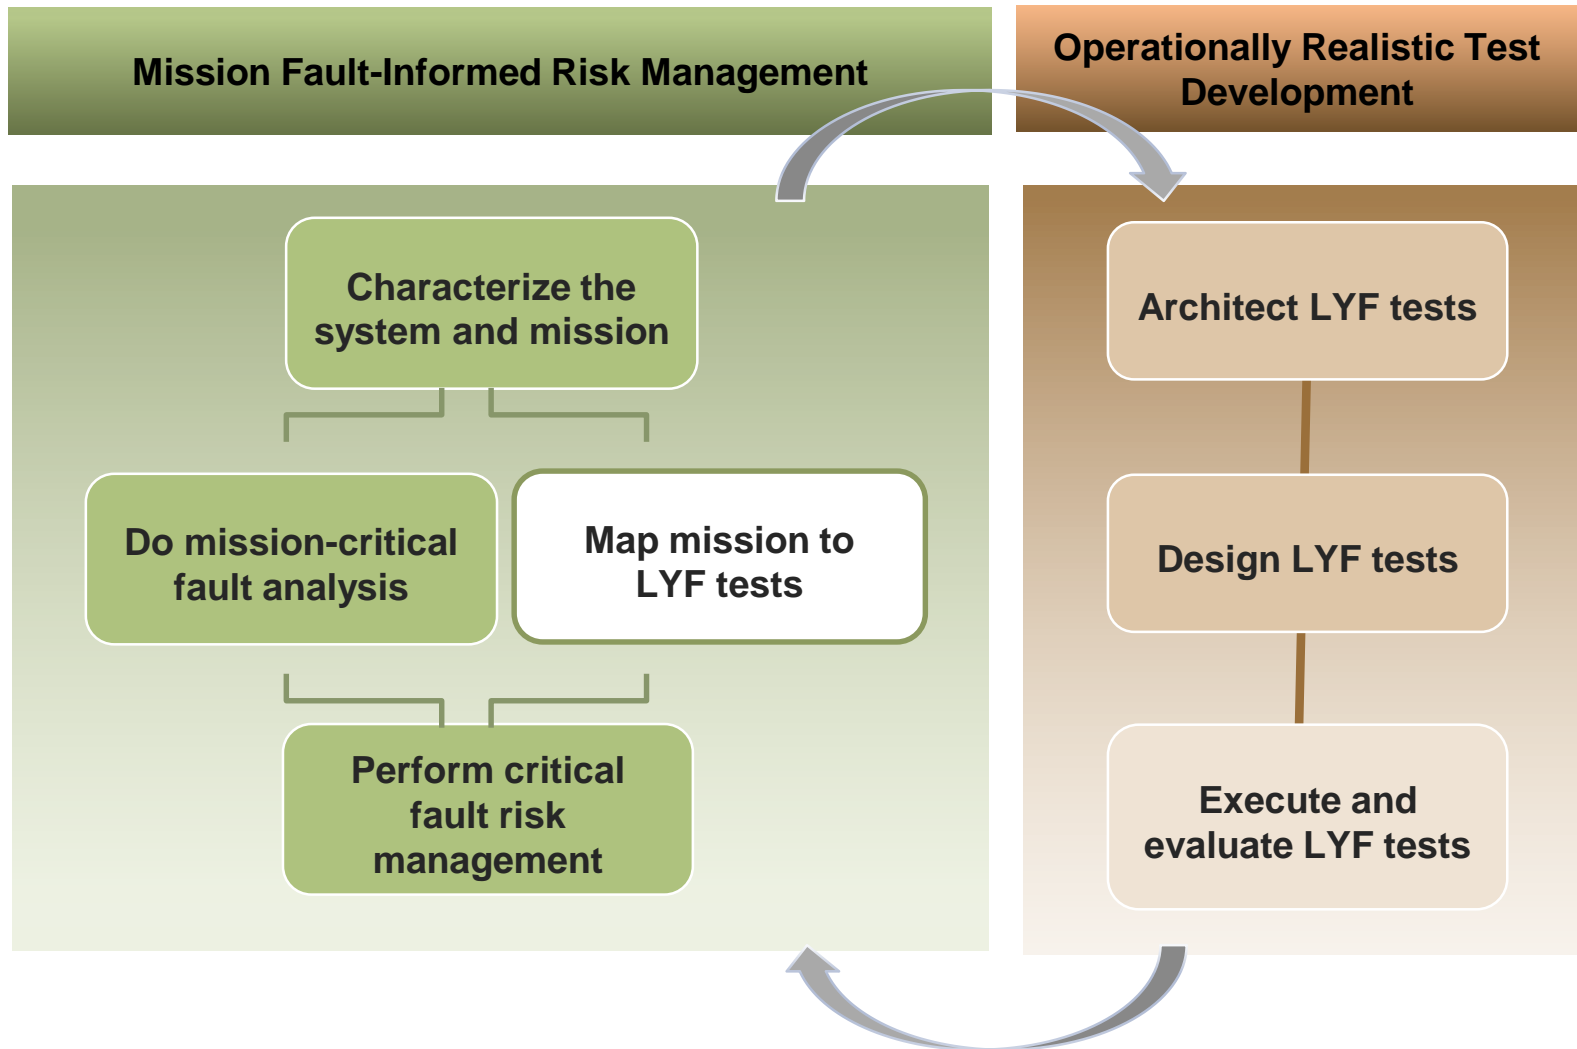 Mission Fault-Informed Risk Management
Operationally Realistic Test
Development
Characterize the
system and mission
Do mission-critical
fault analysis
Map mission to
LYF tests
Perform critical
fault risk
management
Architect LYF tests
Design LYF tests
Execute and
evaluate LYF tests